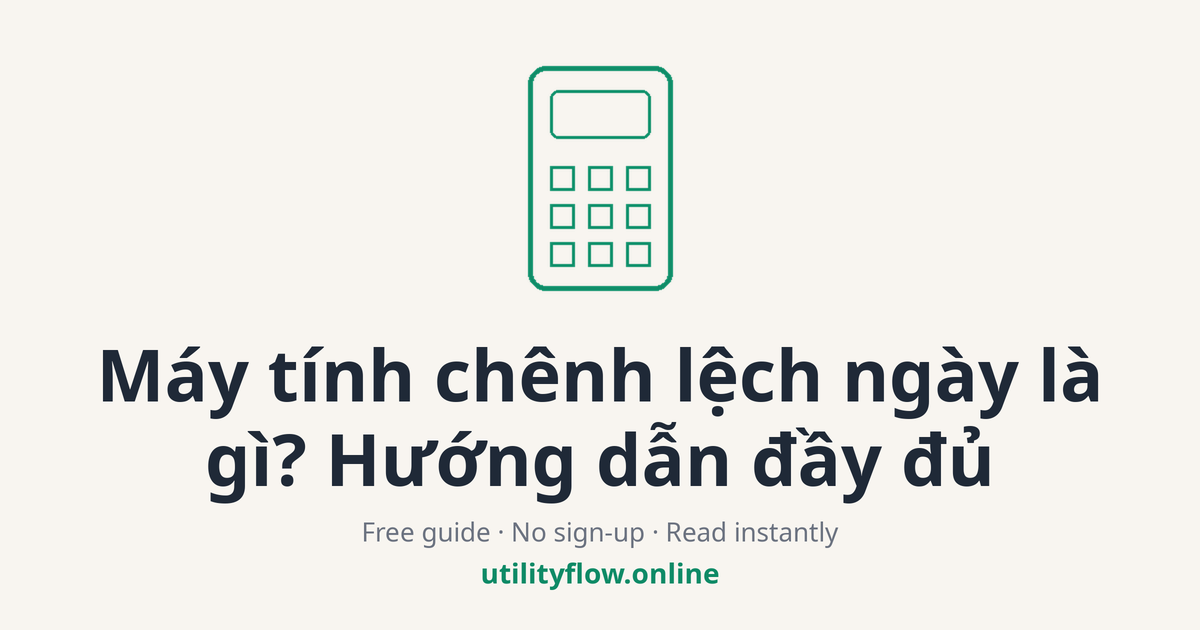 Máy tính chênh lệch ngày là
gì? Hướng dẫn đầy đủ
Free guide · No sign-up · Read instantly
utilityflow.online